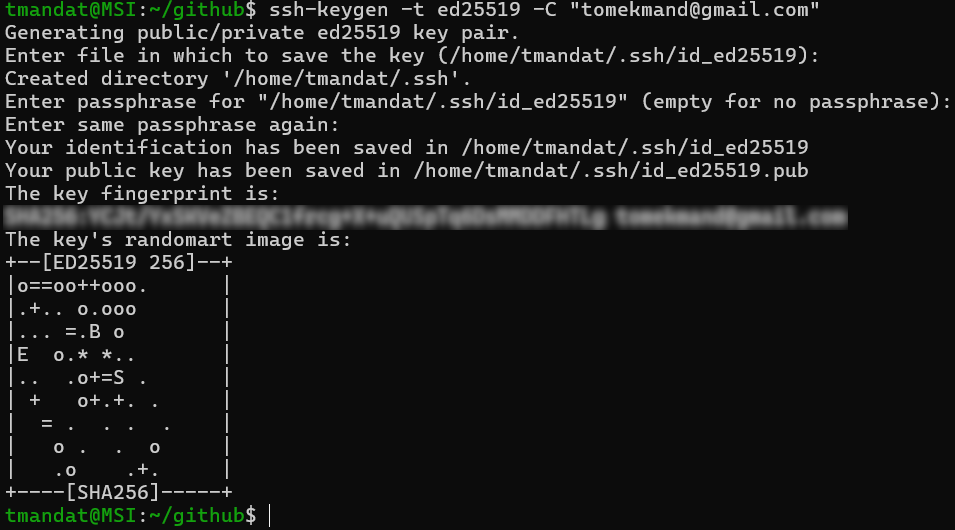 tmandat@MSI:~/github$ ssh-keygen -t ed25519 -C "tomekmand@gmail.com"
Generating public/private ed25519 key pair.
Enter file in which to save the key (/home/tmandat/.ssh/id_ed25519):
Created directory '/home/tmandat/.ssh'.
Enter passphrase for "/home/tmandat/.ssh/id_ed25519" (empty for no passphrase):
Enter same passphrase again:
Your identification has been saved in /home/tmandat/.ssh/id_ed25519
Your public key has been saved in /home/tmandat/.ssh/id_ed25519.pub
The key fingerprint is:
The key's randomart image is:
+--[ED25519 256]--+
|o==oo++ooo.      |
|.+.. o.ooo       |
|... =.B o        |
|E  o.* *..       |
|..  .o+=S .      |
| +   o+.+. .     |
|  = .  . .  .    |
|   o .  .  o     |
|   .o    .+.     |
+----[SHA256]-----+
tmandat@MSI:~/github$